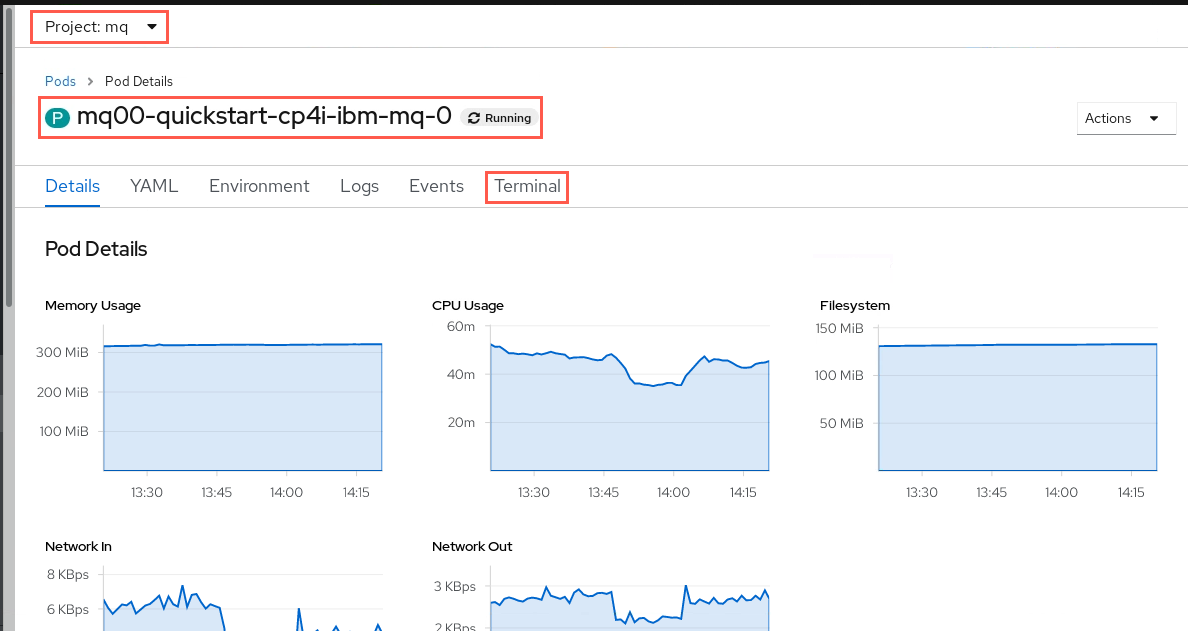 Project: mq
Pods > Pod Details
P mq00-quickstart-cp4i-ibm-mq-0 Running
Actions
Details YAML Environment Logs Events Terminal
Pod Details
Memory Usage
300 MiB
200 MiB
100 MiB
13:30 13:45 14:00 14:15
CPU Usage
60m
40m
20m
13:30 13:45 14:00 14:15
Filesystem
150 MiB
100 MiB
50 MiB
13:30 13:45 14:00 14:15
Network In
8 KBps
6 KBps
Network Out
3 KBps
2 KBps